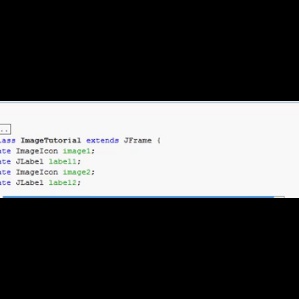 ...
lass ImageTutorial extends JFrame {
ate ImageIcon image1;
ate JLabel label1;
ate ImageIcon image2;
ate JLabel label2;